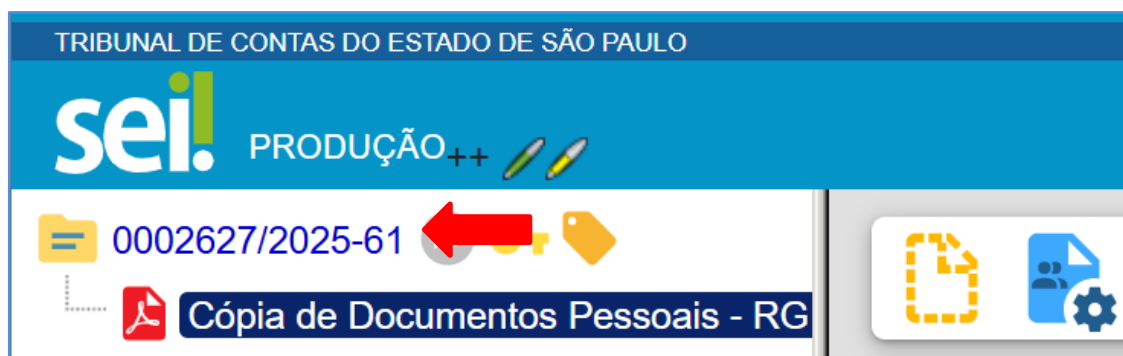 TRIBUNAL DE CONTAS DO ESTADO DE SÃO PAULO
sei! PRODUÇÃO++
0002627/2025-61
Cópia de Documentos Pessoais - RG